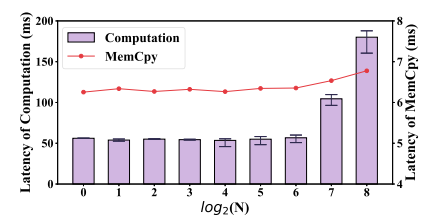 200
150
100
50
0
Latency of Computation (ms)
Computation
MemCpy
8
7
6
5
4
Latency of MemCpy (ms)
0 1 2 3 4 5 6 7 8
log₂(N)